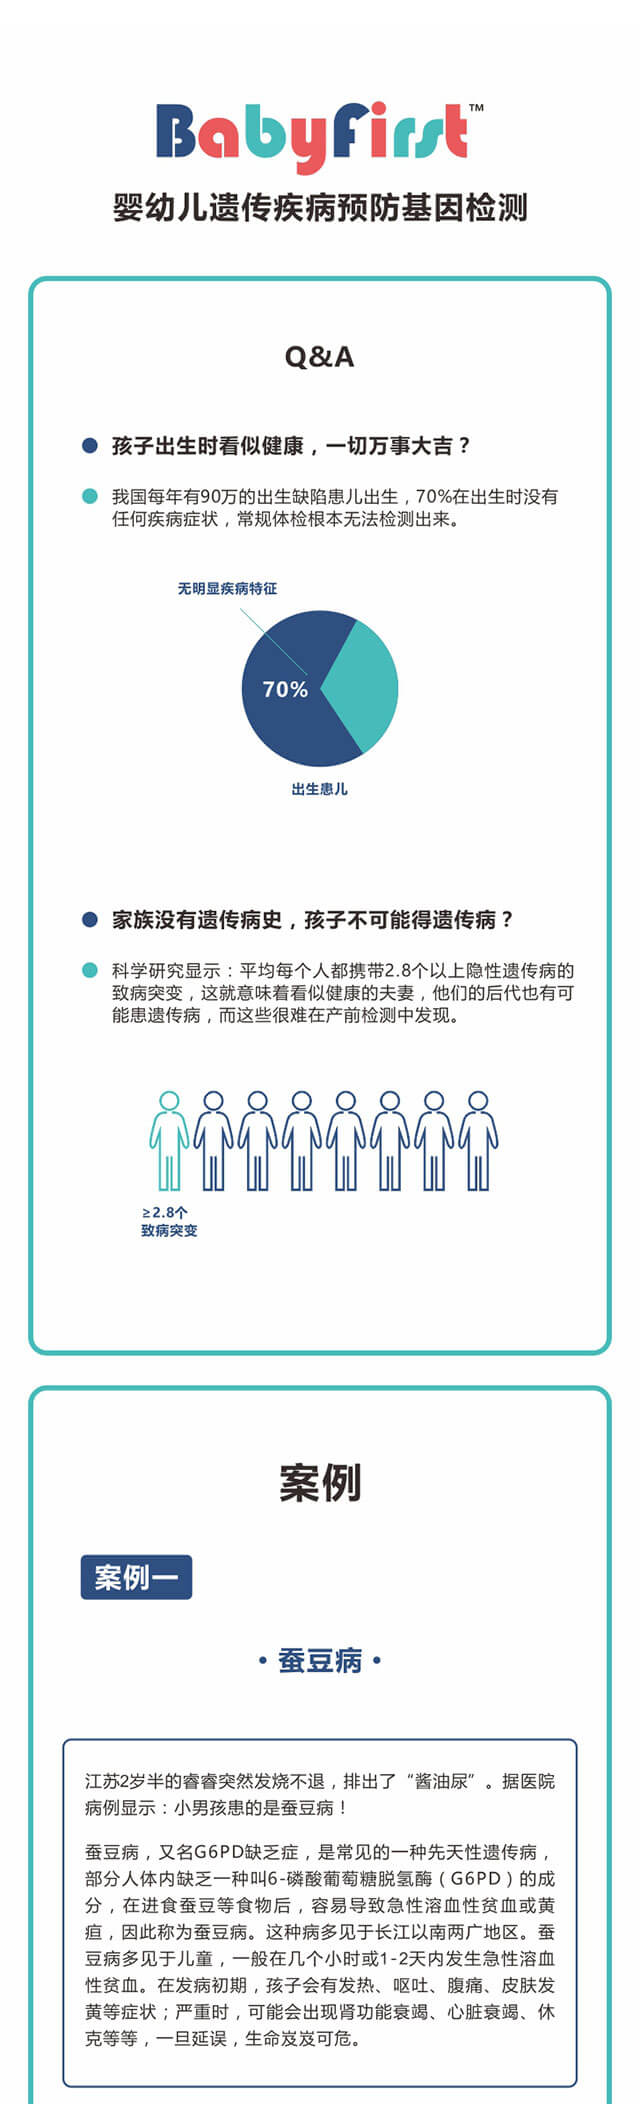 BabyFirst™
婴幼儿遗传疾病预防基因检测
Q&A
孩子出生时看似健康，一切万事大吉？
我国每年有90万的出生缺陷患儿出生，70%在出生时没有
任何疾病症状，常规体检根本无法检测出来。
无明显疾病特征
70%
出生患儿
家族没有遗传病史，孩子不可能得遗传病？
科学研究显示：平均每个人都携带2.8个以上隐性遗传病的
致病突变，这就意味着看似健康的夫妻，他们的后代也有可
能患遗传病，而这些很难在产前检测中发现。
≥2.8个
致病突变
案例
案例一
·蚕豆病·
江苏2岁半的睿睿突然发烧不退，排出了“酱油尿”。据医院
病例显示：小男孩患的是蚕豆病！
蚕豆病，又名G6PD缺乏症，是常见的一种先天性遗传病，
部分人体内缺乏一种叫6-磷酸葡萄糖脱氢酶（G6PD）的成
分，在进食蚕豆等食物后，容易导致急性溶血性贫血或黄
疸，因此称为蚕豆病。这种病多见于长江以南两广地区。蚕
豆病多见于儿童，一般在几个小时或1-2天内发生急性溶血
性贫血。在发病初期，孩子会有发热、呕吐、腹痛、皮肤发
黄等症状；严重时，可能会出现肾功能衰竭、心脏衰竭、休
克等等，一旦延误，生命岌岌可危。